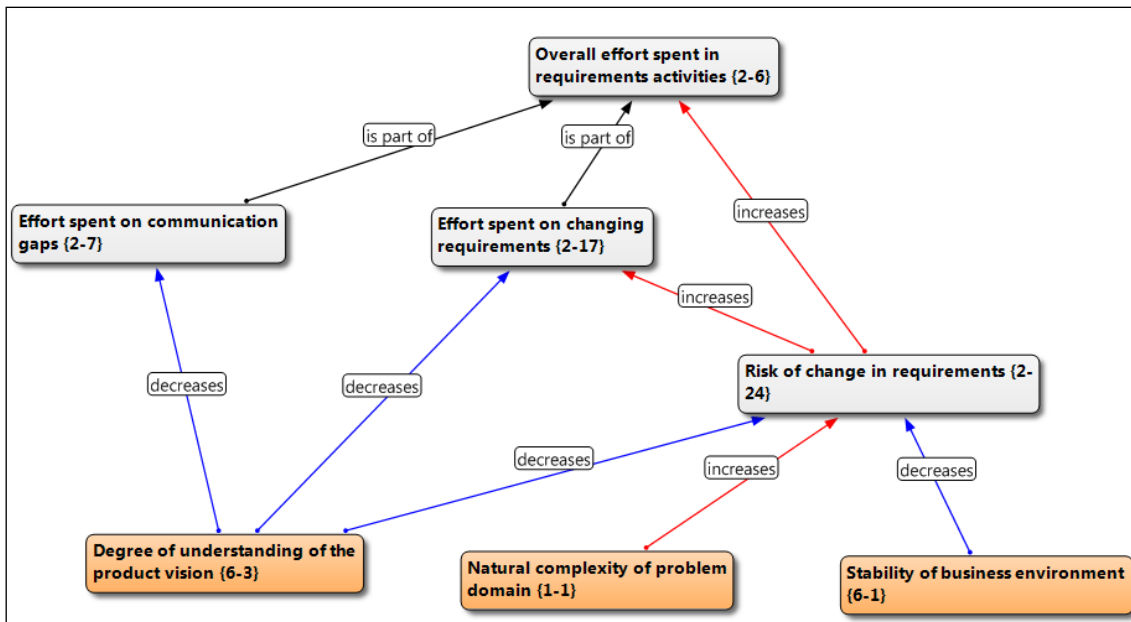 Overall effort spent in
requirements activities {2-6}
is part of
is part of
Effort spent on communication
gaps {2-7}
Effort spent on changing
requirements {2-17}
increases
increases
Risk of change in requirements {2-
24}
decreases
decreases
decreases
increases
decreases
Degree of understanding of the
product vision {6-3}
Natural complexity of problem
domain {1-1}
Stability of business environment
{6-1}